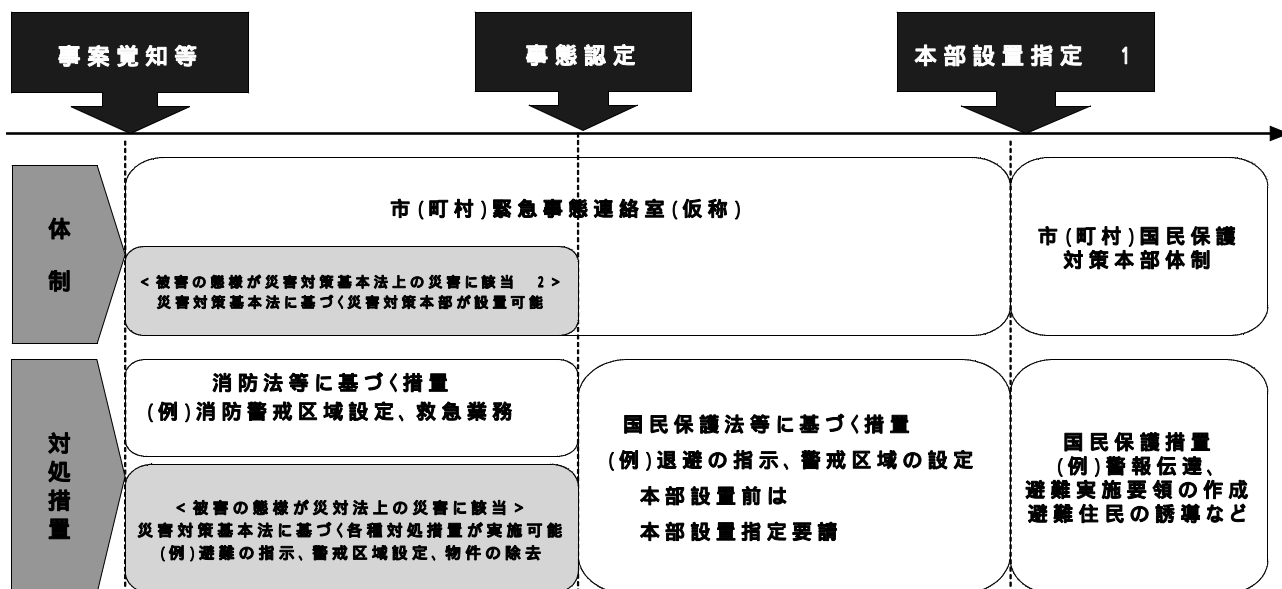 事案覚知等
事態認定
本部設置指定 1
体制
市(町村)緊急事態連絡室(仮称)
<被害の態様が災害対策基本法上の災害に該当 2>
災害対策基本法に基づく災害対策本部が設置可能
市(町村)国民保護
対策本部体制
対処措置
消防法等に基づく措置
(例)消防警戒区域設定、救急業務
<被害の態様が災対法上の災害に該当>
災害対策基本法に基づく各種対処措置が実施可能
(例)避難の指示、警戒区域設定、物件の除去
国民保護法等に基づく措置
(例)退避の指示、警戒区域の設定
本部設置前は
本部設置指定要請
国民保護措置
(例)警報伝達、
避難実施要領の作成
避難住民の誘導など